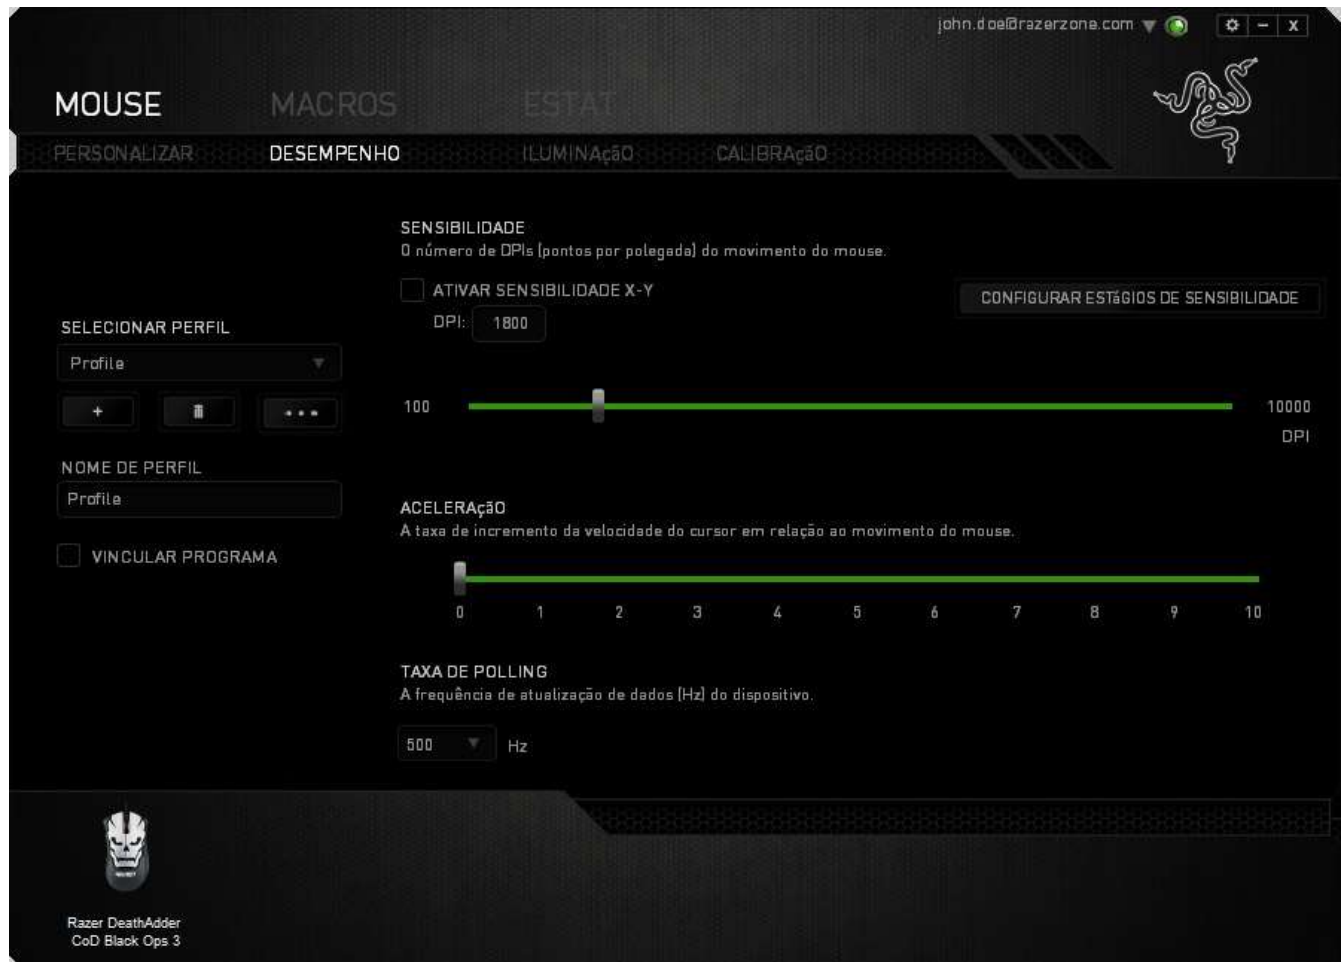 john.doe@razerzone.com
MOUSE MACROS ESTAT
PERSONALIZAR DESEMPENHO ILUMINAçãO CALIBRAçãO
SENSIBILIDADE
O número de DPIs (pontos por polegada) do movimento do mouse.
ATIVAR SENSIBILIDADE X-Y
CONFIGURAR ESTáGIOS DE SENSIBILIDADE
DPI: 1800
SELECIONAR PERFIL
Profile
100 10000
DPI
NOME DE PERFIL
Profile
ACELERAçãO
A taxa de incremento da velocidade do cursor em relação ao movimento do mouse.
VINCULAR PROGRAMA
0 1 2 3 4 5 6 7 8 9 10
TAXA DE POLLING
A frequência de atualização de dados (Hz) do dispositivo.
500 Hz
Razer DeathAdder
CoD Black Ops 3